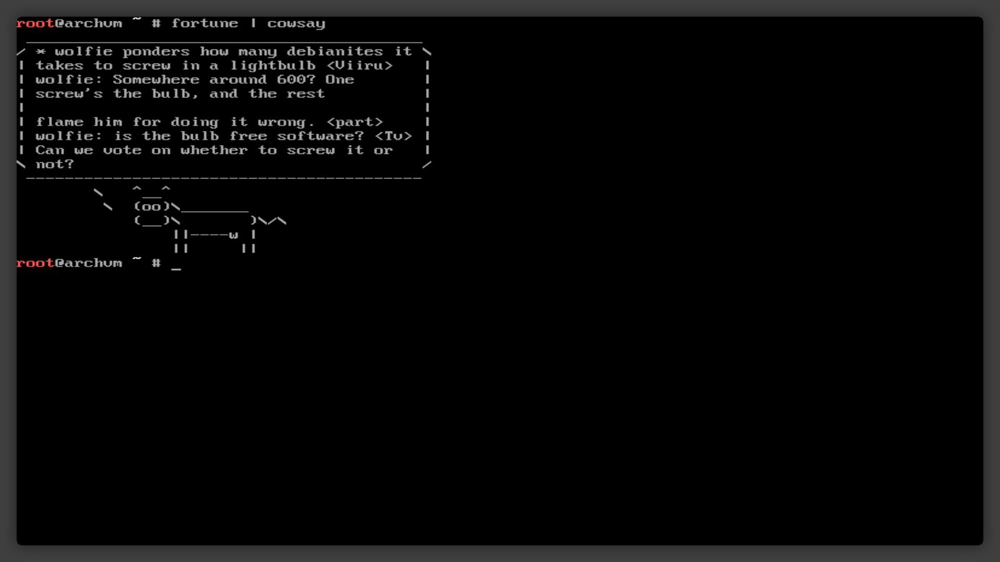 root@archvm ~ # fortune | cowsay
 _________________________________________
/ * wolfie ponders how many debianites it \
| takes to screw in a lightbulb <Viiru>   |
| wolfie: Somewhere around 600? One       |
| screw's the bulb, and the rest          |
|                                         |
| flame him for doing it wrong. <part>    |
| wolfie: is the bulb free software? <Tv> |
| Can we vote on whether to screw it or   |
\ not?                                    /
 -----------------------------------------
        \   ^__^
         \  (oo)\_______
            (__)\       )\/\
                ||----w |
                ||     ||
root@archvm ~ # _